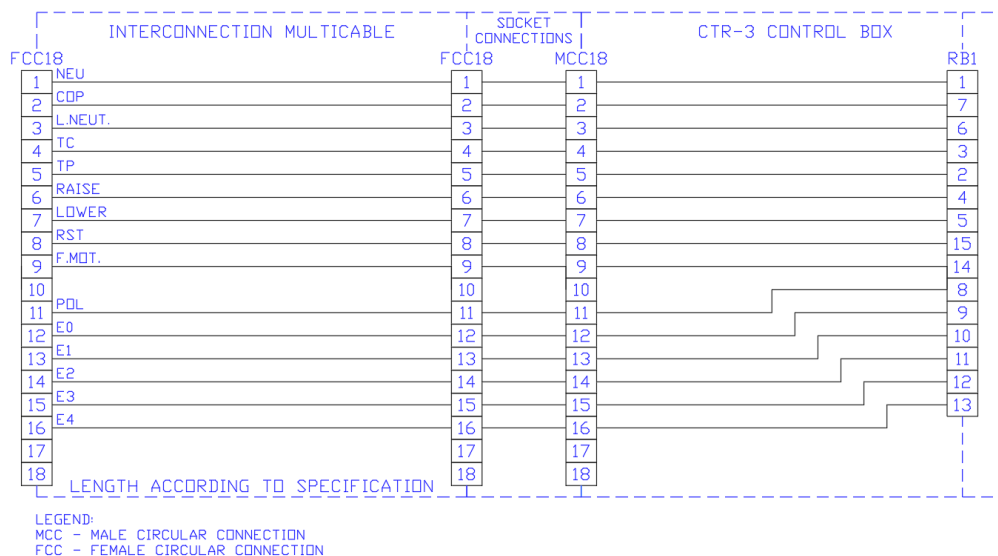 INTERCONNECTION MULTICABLE
SOCKET
CONNECTIONS
CTR-3 CONTROL BOX
FCC18 FCC18 MCC18 RB1
1 NEU 1 1 1
2 COP 2 2 7
3 L.NEUT. 3 3 6
4 TC 4 4 3
5 TP 5 5 2
6 RAISE 6 6 4
7 LOWER 7 7 5
8 RST 8 8 15
9 F.MOT. 9 9 14
10 10 10 8
11 POL 11 11 9
12 E0 12 12 10
13 E1 13 13 11
14 E2 14 14 12
15 E3 15 15 13
16 E4 16 16
17 17 17
18 18 18
LENGTH ACCORDING TO SPECIFICATION
LEGEND:
MCC - MALE CIRCULAR CONNECTION
FCC - FEMALE CIRCULAR CONNECTION